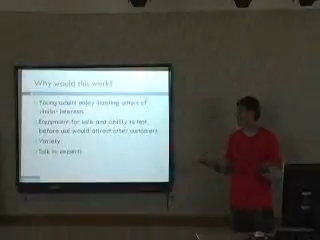 Why would this work?
Young adults enjoy meeting others of
similar interests
Equipment for sale and ability to test
before use would attract other customers
Variety
Talk to experts